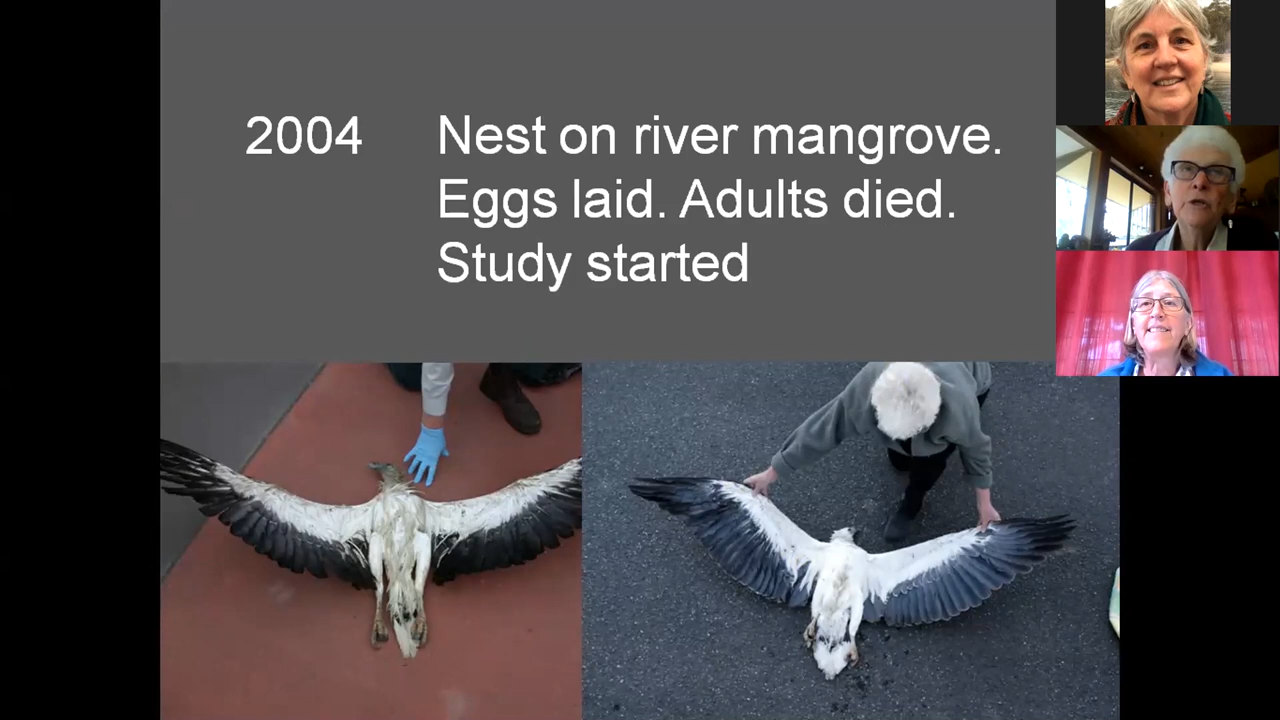 2004 Nest on river mangrove.
Eggs laid. Adults died.
Study started